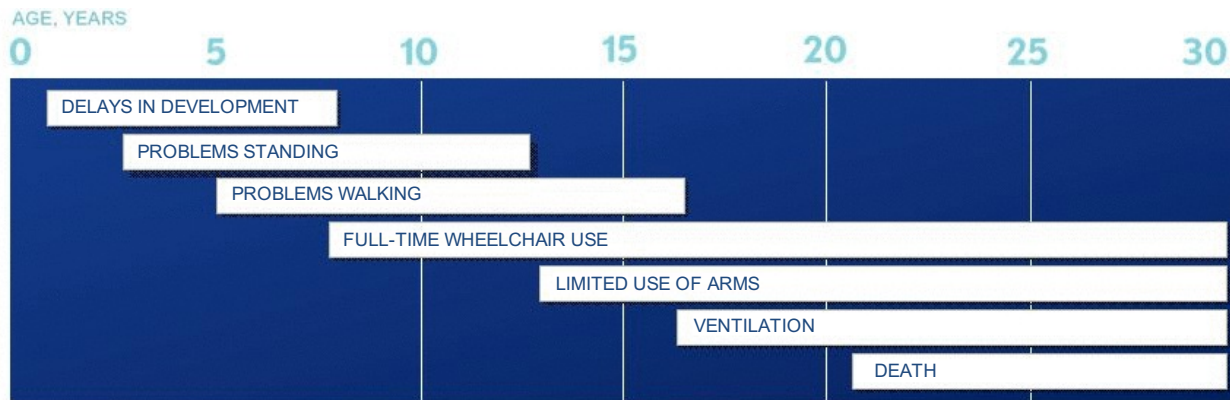 AGE, YEARS
0 5 10 15 20 25 30
DELAYS IN DEVELOPMENT
PROBLEMS STANDING
PROBLEMS WALKING
FULL-TIME WHEELCHAIR USE
LIMITED USE OF ARMS
VENTILATION
DEATH